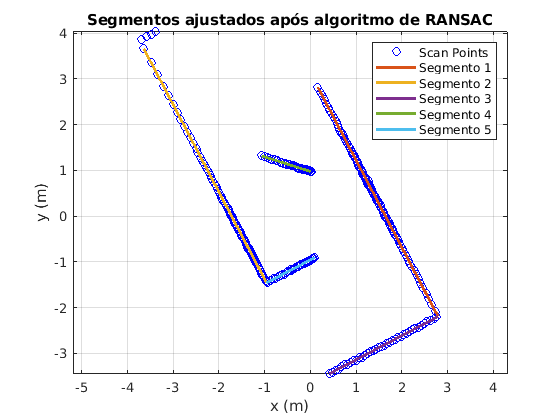 Segmentos ajustados após algoritmo de RANSAC
Scan Points
Segmento 1
Segmento 2
Segmento 3
Segmento 4
Segmento 5
4
3
2
1
0
-1
-2
-3
y (m)
-5 -4 -3 -2 -1 0 1 2 3 4
x (m)